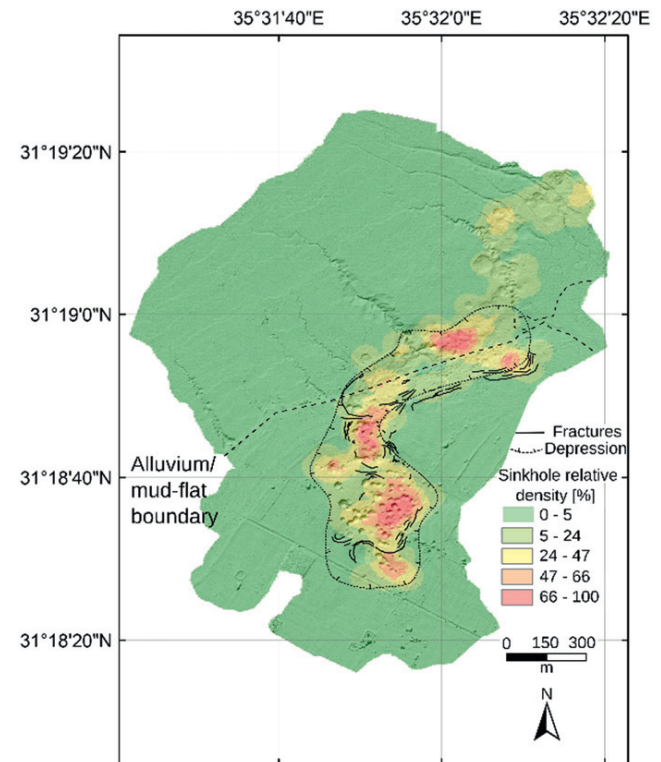 35°31'40"E 35°32'0"E 35°32'20"E
31°19'20"N
31°19'0"N
31°18'40"N
31°18'20"N
Alluvium/
mud-flat
boundary
Fractures
Depression
Sinkhole relative
density [%]
0 - 5
5 - 24
24 - 47
47 - 66
66 - 100
0 150 300
m
N